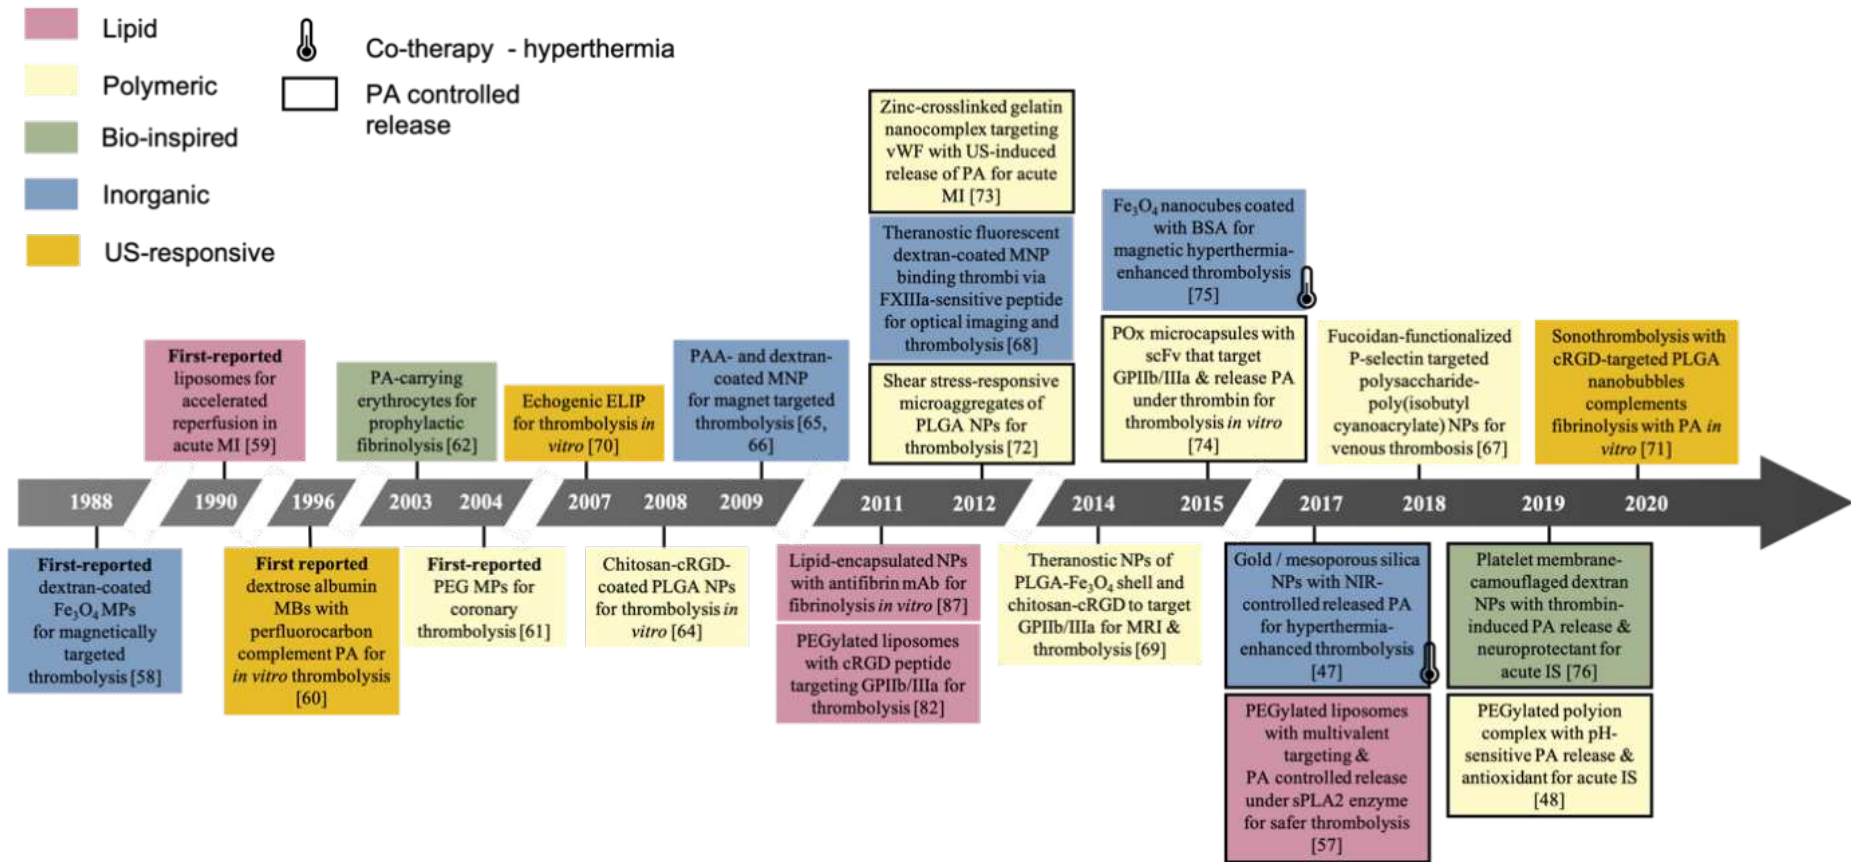 Lipid
Polymeric
Bio-inspired
Inorganic
US-responsive
Co-therapy - hyperthermia
PA controlled
release
First-reported
liposomes for
accelerated
reperfusion in
acute MI [59]
PA-carrying
erythrocytes for
prophylactic
fibrinolysis [62]
Echogenic ELIP
for thrombolysis in
vitro [70]
PAA- and dextran-
coated MNP
for magnet targeted
thrombolysis [65,
66]
Zinc-crosslinked gelatin
nanocomplex targeting
vWF with US-induced
release of PA for acute
MI [73]
Theranostic fluorescent
dextran-coated MNP
binding thrombi via
FXIIIa-sensitive peptide
for optical imaging and
thrombolysis [68]
Shear stress-responsive
microaggregates of
PLGA NPs for
thrombolysis [72]
Fe₃O₄ nanocubes coated
with BSA for
magnetic hyperthermia-
enhanced thrombolysis
[75]
POx microcapsules with
scFv that target
GPIIb/IIIa & release PA
under thrombin for
thrombolysis in vitro
[74]
Fucoidan-functionalized
P-selectin targeted
polysaccharide-
poly(isobutyl
cyanoacrylate) NPs for
venous thrombosis [67]
Sonothrombolysis with
cRGD-targeted PLGA
nanobubbles
complements
fibrinolysis with PA in
vitro [71]
1988 1990 1996 2003 2004 2007 2008 2009 2011 2012 2014 2015 2017 2018 2019 2020
First-reported
dextran-coated
Fe₃O₄ MPs
for magnetically
targeted
thrombolysis [58]
First reported
dextrose albumin
MBs with
perfluorocarbon
complement PA for
in vitro thrombolysis
[60]
First-reported
PEG MPs for
coronary
thrombolysis [61]
Chitosan-cRGD-
coated PLGA NPs
for thrombolysis in
vitro [64]
Lipid-encapsulated NPs
with antifibrin mAb for
fibrinolysis in vitro [87]
PEGylated liposomes
with cRGD peptide
targeting GPIIb/IIIa for
thrombolysis [82]
Theranostic NPs of
PLGA-Fe₃O₄ shell and
chitosan-cRGD to target
GPIIb/IIIa for MRI &
thrombolysis [69]
Gold / mesoporous silica
NPs with NIR-
controlled released PA
for hyperthermia-
enhanced thrombolysis
[47]
PEGylated liposomes
with multivalent
targeting &
PA controlled release
under sPLA2 enzyme
for safer thrombolysis
[57]
Platelet membrane-
camouflaged dextran
NPs with thrombin-
induced PA release &
neuroprotectant for
acute IS [76]
PEGylated polyion
complex with pH-
sensitive PA release &
antioxidant for acute IS
[48]